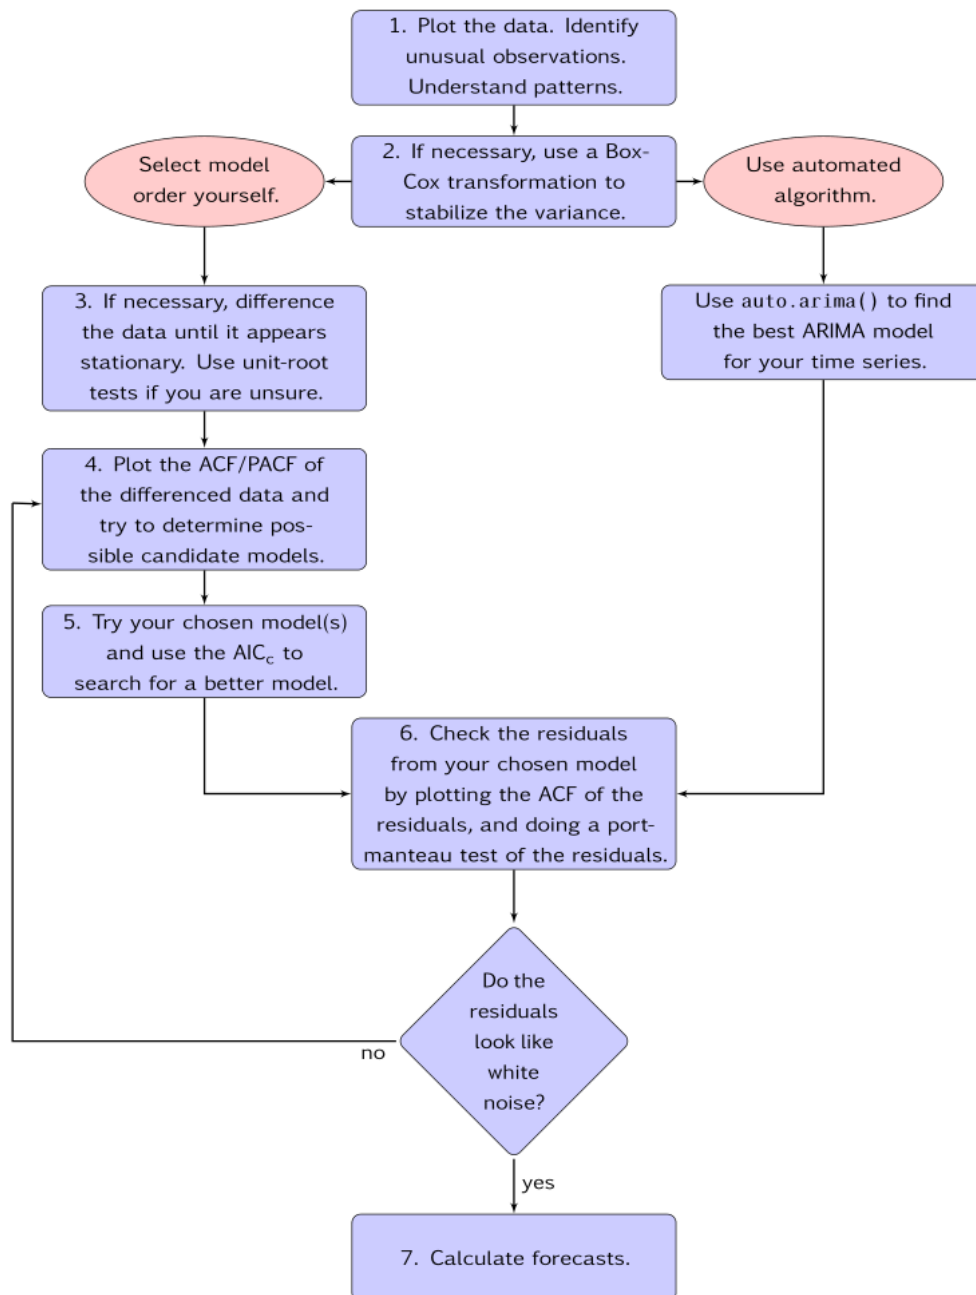 1. Plot the data. Identify
unusual observations.
Understand patterns.
Select model
order yourself.
2. If necessary, use a Box-
Cox transformation to
stabilize the variance.
Use automated
algorithm.
3. If necessary, difference
the data until it appears
stationary. Use unit-root
tests if you are unsure.
Use auto.arima() to find
the best ARIMA model
for your time series.
4. Plot the ACF/PACF of
the differenced data and
try to determine pos-
sible candidate models.
5. Try your chosen model(s)
and use the AICc to
search for a better model.
6. Check the residuals
from your chosen model
by plotting the ACF of the
residuals, and doing a port-
manteau test of the residuals.
Do the
residuals
look like
white
noise?
no
yes
7. Calculate forecasts.